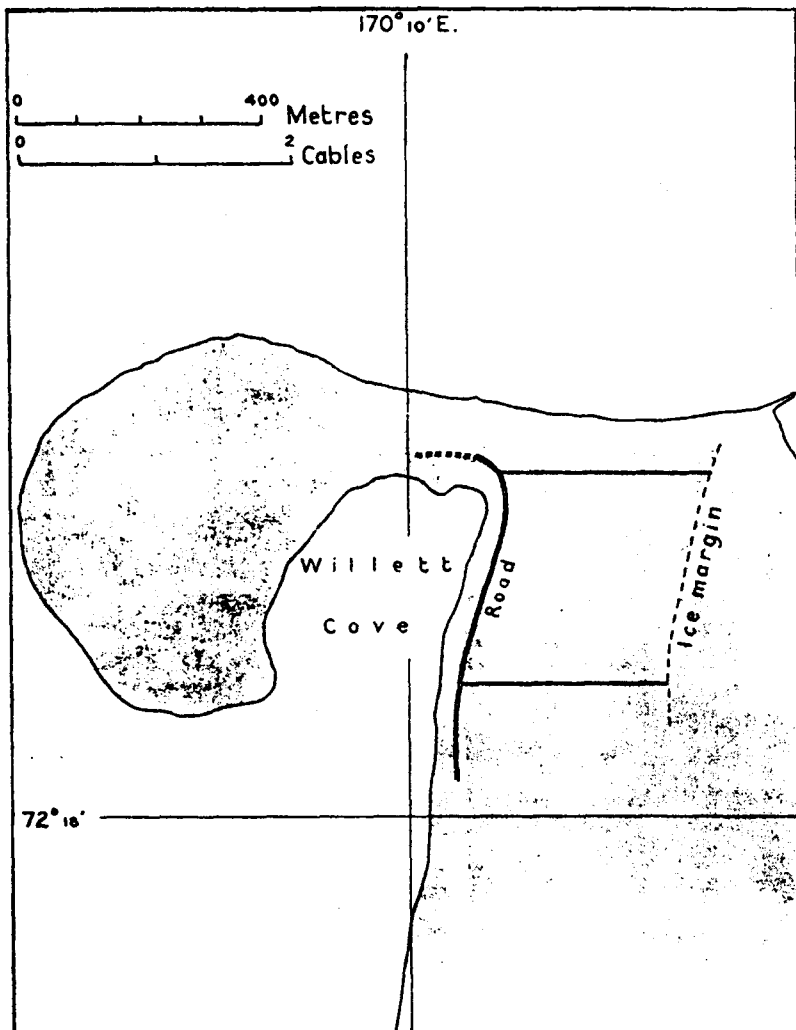 170° 10' E.
0 400 Metres
0 2 Cables
Willett
Cove
Road
Ice margin
72° 18'